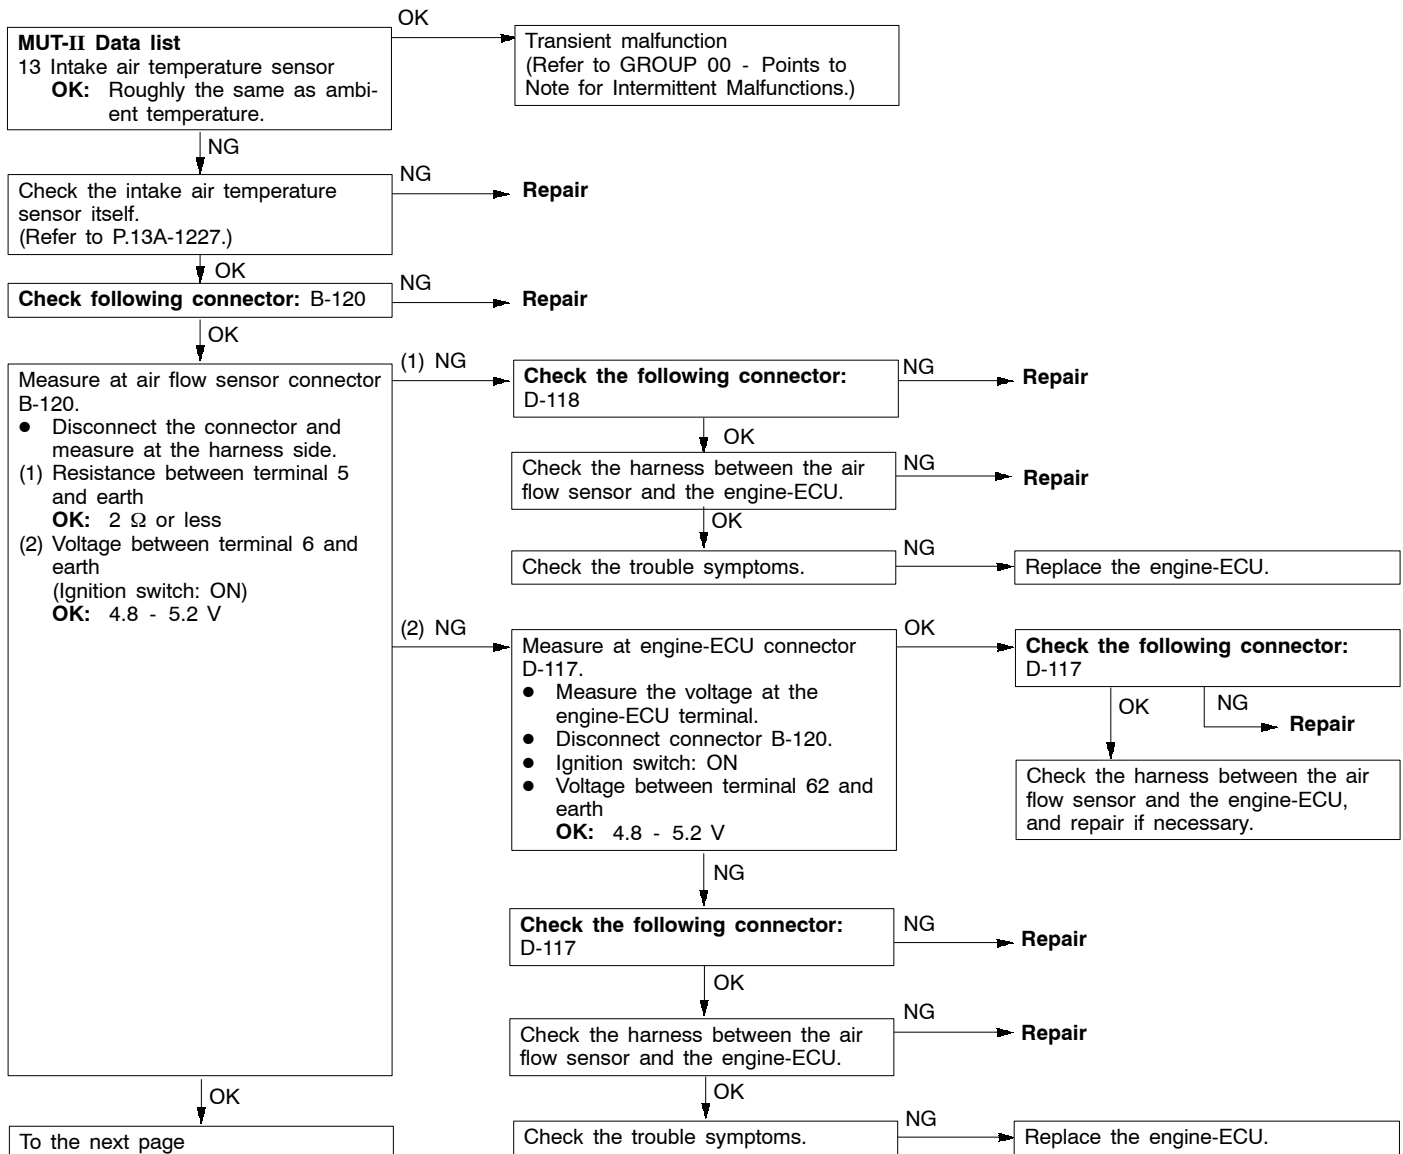 MUT-II Data list
13 Intake air temperature sensor
OK: Roughly the same as ambi-
ent temperature.
OK
Transient malfunction
(Refer to GROUP 00 - Points to
Note for Intermittent Malfunctions.)
NG
Check the intake air temperature
sensor itself.
(Refer to P.13A-1227.)
NG
Repair
OK
Check following connector: B-120
NG
Repair
OK
Measure at air flow sensor connector
B-120.
● Disconnect the connector and
measure at the harness side.
(1) Resistance between terminal 5
and earth
OK: 2 Ω or less
(2) Voltage between terminal 6 and
earth
(Ignition switch: ON)
OK: 4.8 - 5.2 V
(1) NG
Check the following connector:
D-118
NG
Repair
OK
Check the harness between the air
flow sensor and the engine-ECU.
NG
Repair
OK
Check the trouble symptoms.
NG
Replace the engine-ECU.
(2) NG
Measure at engine-ECU connector
D-117.
● Measure the voltage at the
engine-ECU terminal.
● Disconnect connector B-120.
● Ignition switch: ON
● Voltage between terminal 62 and
earth
OK: 4.8 - 5.2 V
OK
Check the following connector:
D-117
OK
NG
Repair
Check the harness between the air
flow sensor and the engine-ECU,
and repair if necessary.
NG
Check the following connector:
D-117
NG
Repair
OK
Check the harness between the air
flow sensor and the engine-ECU.
NG
Repair
OK
Check the trouble symptoms.
NG
Replace the engine-ECU.
OK
To the next page